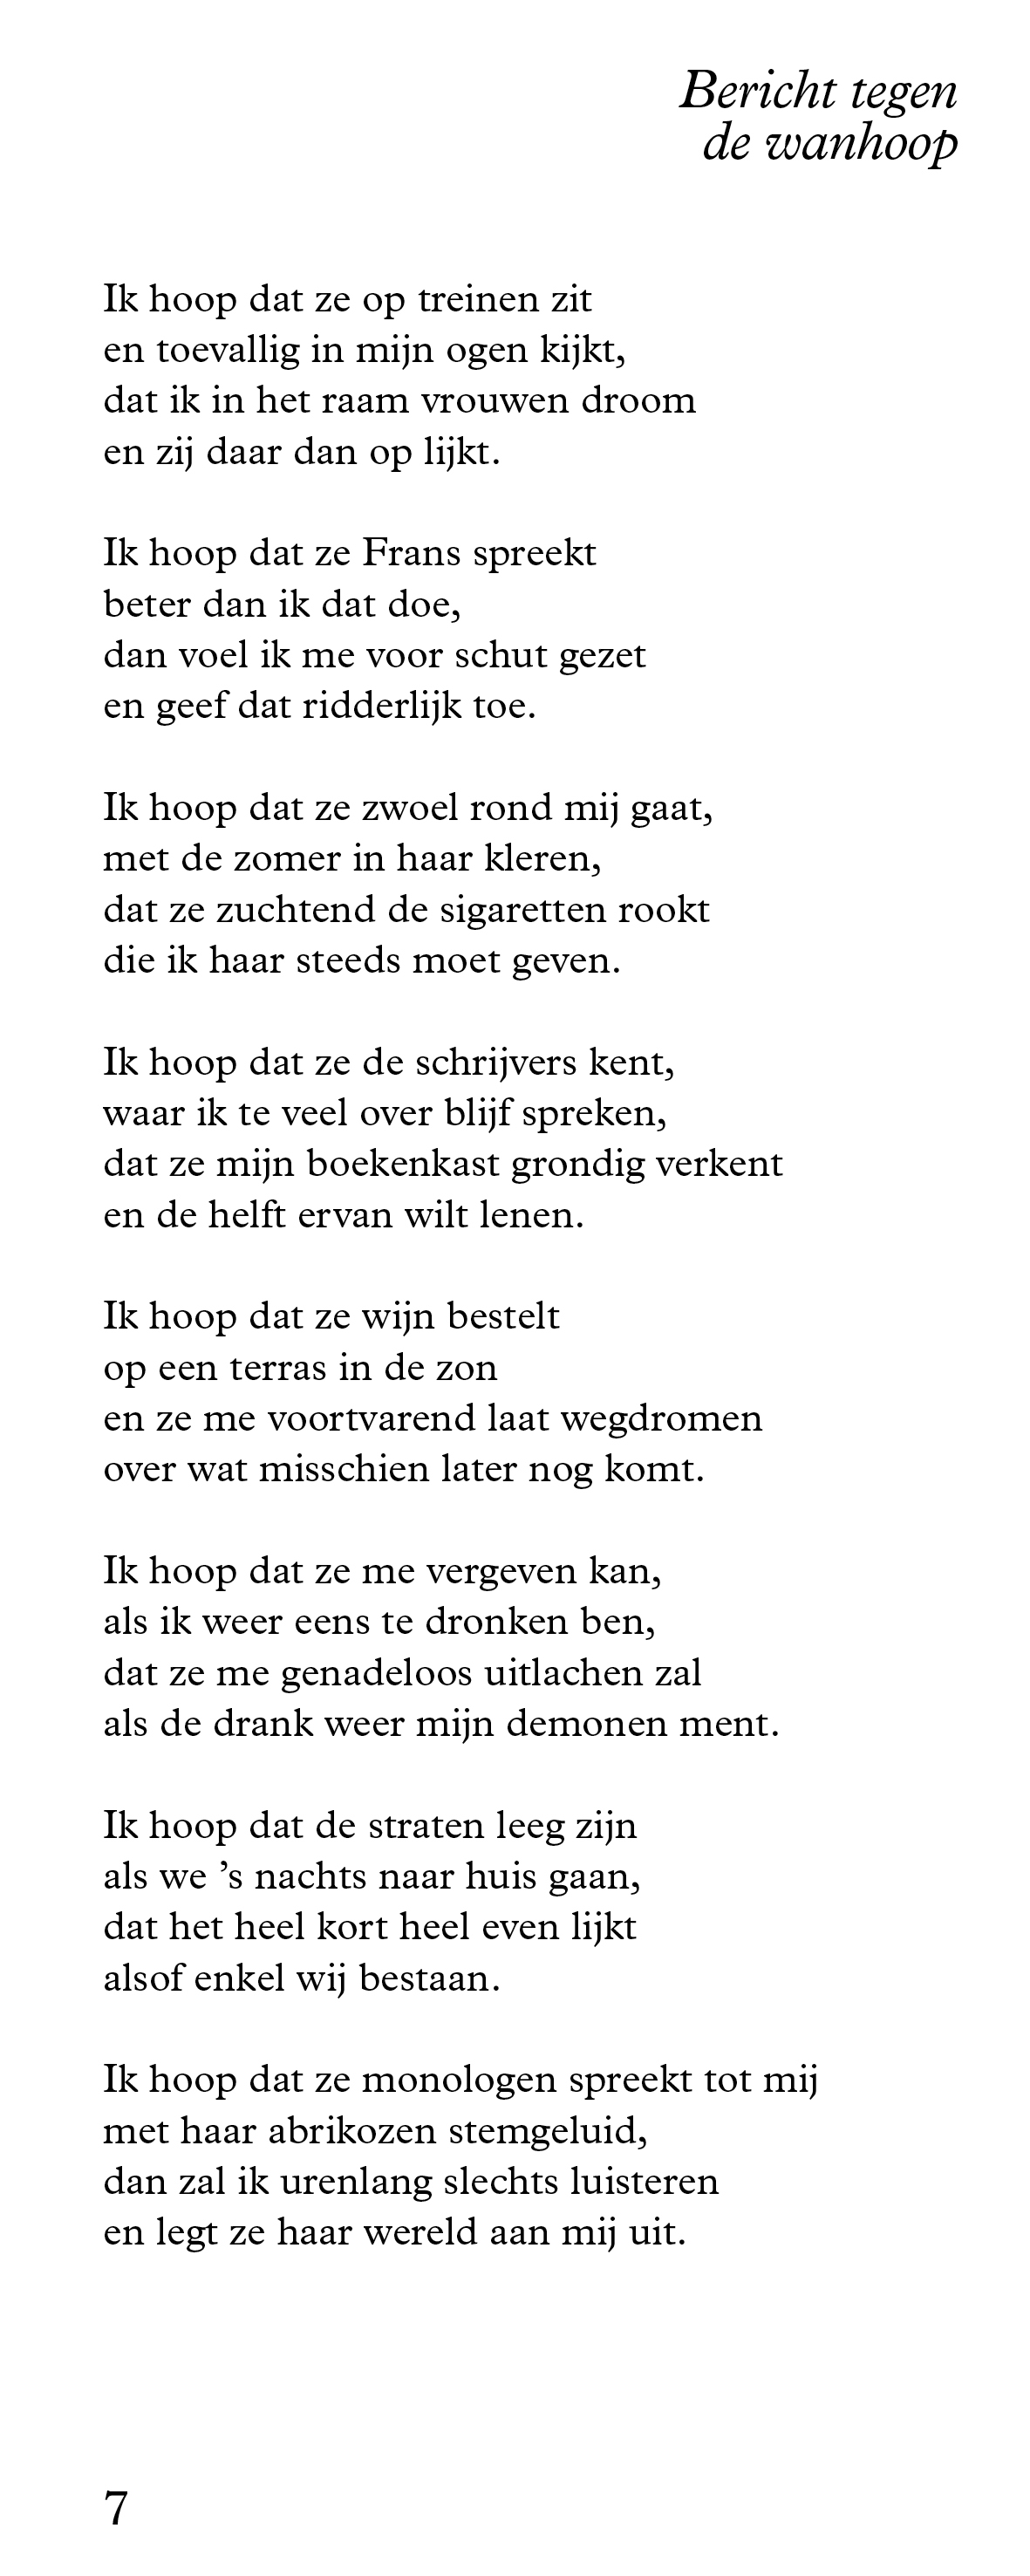 Bericht tegen
de wanhoop
Ik hoop dat ze op treinen zit
en toevallig in mijn ogen kijkt,
dat ik in het raam vrouwen droom
en zij daar dan op lijkt.
Ik hoop dat ze Frans spreekt
beter dan ik dat doe,
dan voel ik me voor schut gezet
en geef dat ridderlijk toe.
Ik hoop dat ze zwoel rond mij gaat,
met de zomer in haar kleren,
dat ze zuchtend de sigaretten rookt
die ik haar steeds moet geven.
Ik hoop dat ze de schrijvers kent,
waar ik te veel over blijf spreken,
dat ze mijn boekenkast grondig verkent
en de helft ervan wilt lenen.
Ik hoop dat ze wijn bestelt
op een terras in de zon
en ze me voortvarend laat wegdromen
over wat misschien later nog komt.
Ik hoop dat ze me vergeven kan,
als ik weer eens te dronken ben,
dat ze me genadeloos uitlachen zal
als de drank weer mijn demonen ment.
Ik hoop dat de straten leeg zijn
als we ’s nachts naar huis gaan,
dat het heel kort heel even lijkt
alsof enkel wij bestaan.
Ik hoop dat ze monologen spreekt tot mij
met haar abrikozen stemgeluid,
dan zal ik urenlang slechts luisteren
en legt ze haar wereld aan mij uit.
7